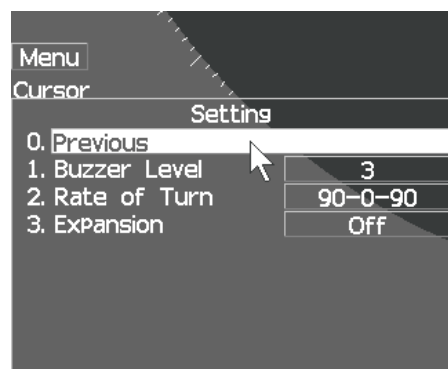 Menu
Cursor
Setting
0. Previous
1. Buzzer Level 3
2. Rate of Turn 90-0-90
3. Expansion Off